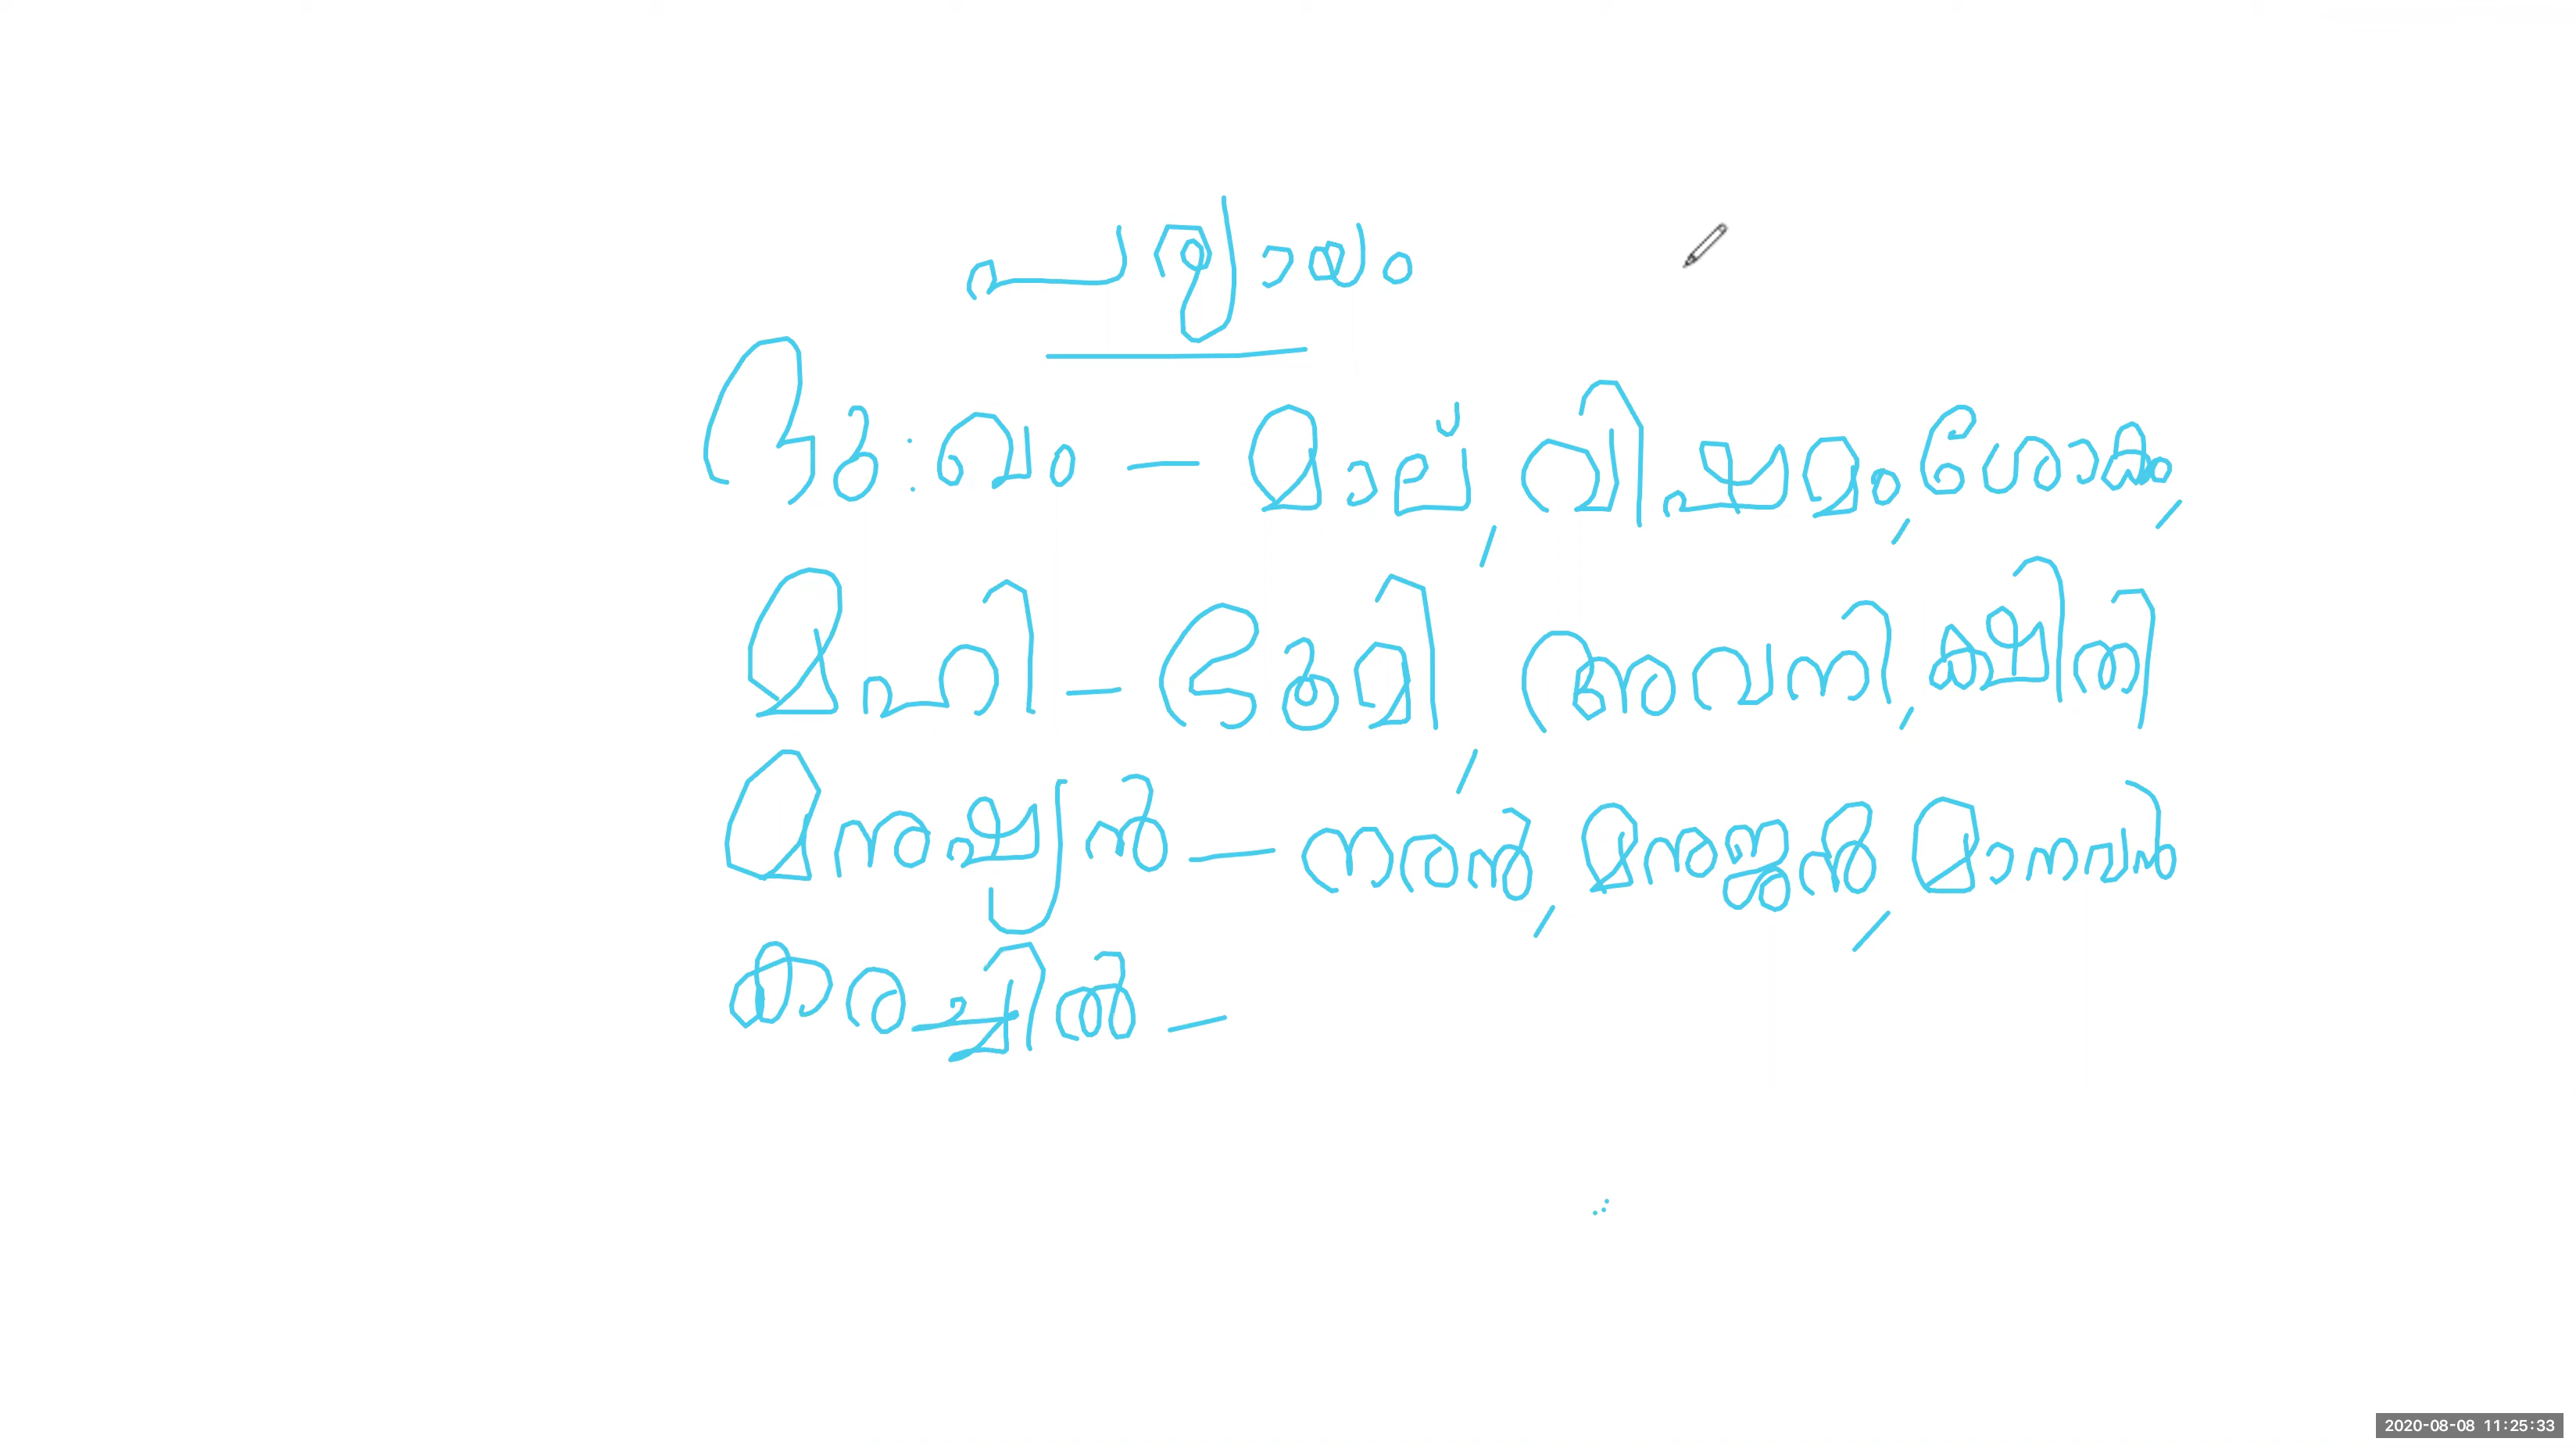 പര്യായം
ദുഃഖം – മാല്, വിഷമം, ശോകം,
മഹി – ഭൂമി, അവനി, ക്ഷിതി
മനുഷ്യൻ – നരൻ, മനുജൻ, മാനവൻ
കരച്ചിൽ –
2020-08-08 11:25:33